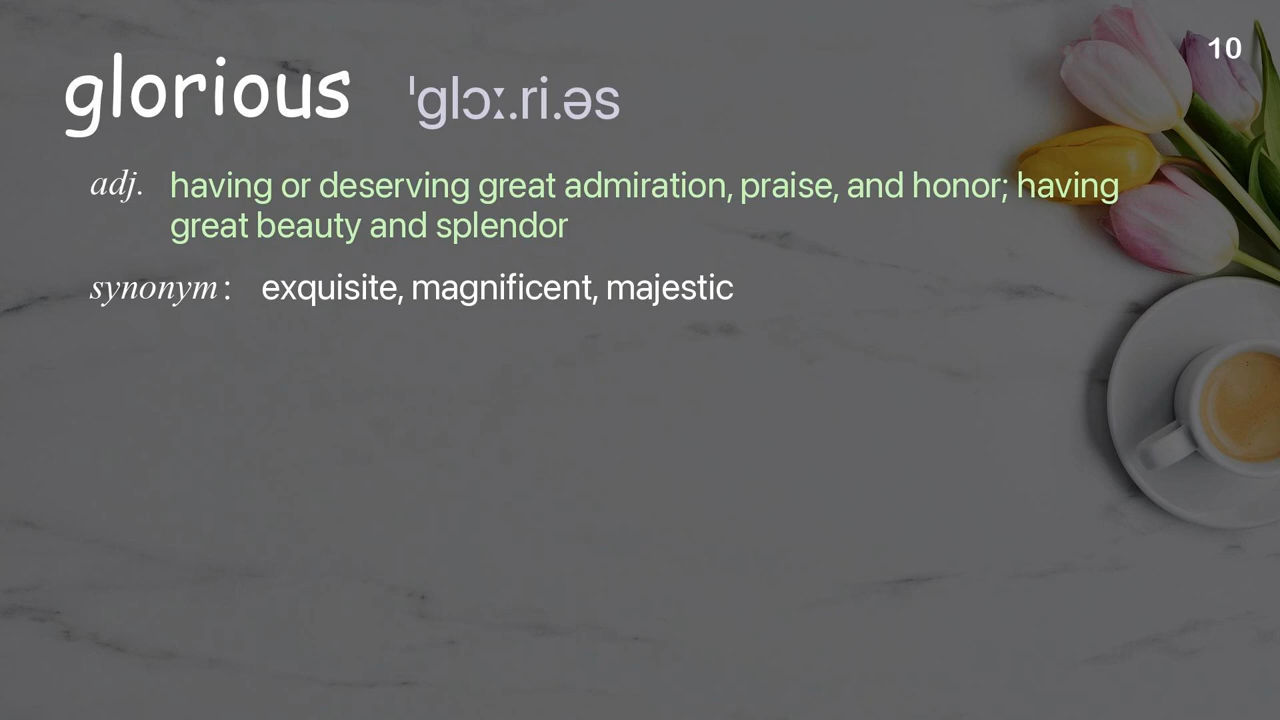 10
glorious ˈɡlɔː.ri.əs
adj. having or deserving great admiration, praise, and honor; having
great beauty and splendor
synonym : exquisite, magnificent, majestic